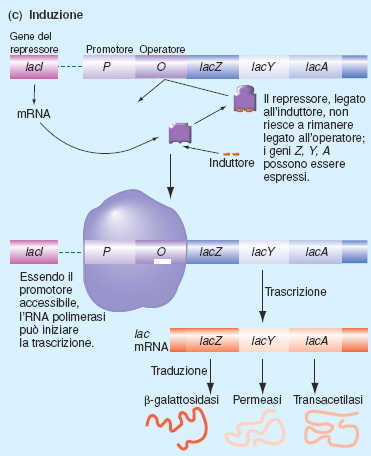 (c) Induzione
Gene del
repressore
Promotore Operatore
lacI P O lacZ lacY lacA
mRNA
Il repressore, legato
all'induttore, non
riesce a rimanere
legato all'operatore;
i geni Z, Y, A
possono essere
espressi.
Induttore
lacI P O lacZ lacY lacA
Essendo il
promotore
accessibile,
l'RNA polimerasi
può iniziare
la trascrizione.
Trascrizione
lac
mRNA
lacZ lacY lacA
Traduzione
β-galattosidasi Permeasi Transacetilasi